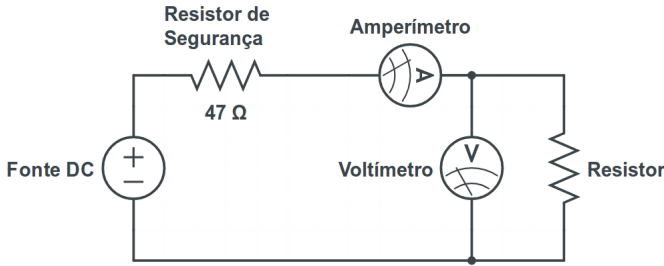 Resistor de
Segurança
Amperímetro
A
47 Ω
Fonte DC
Voltímetro
V
Resistor